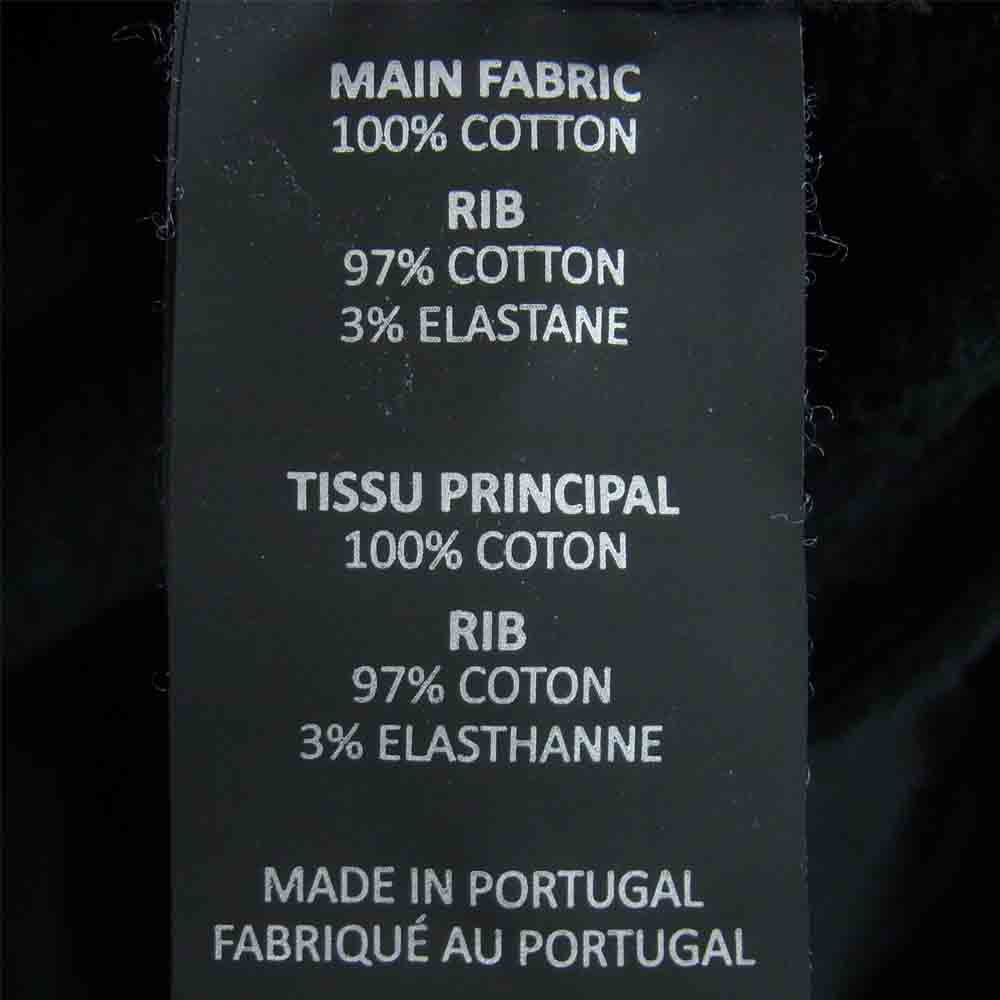 MAIN FABRIC
100% COTTON
RIB
97% COTTON
3% ELASTANE
TISSU PRINCIPAL
100% COTON
RIB
97% COTON
3% ELASTHANNE
MADE IN PORTUGAL
FABRIQUÉ AU PORTUGAL